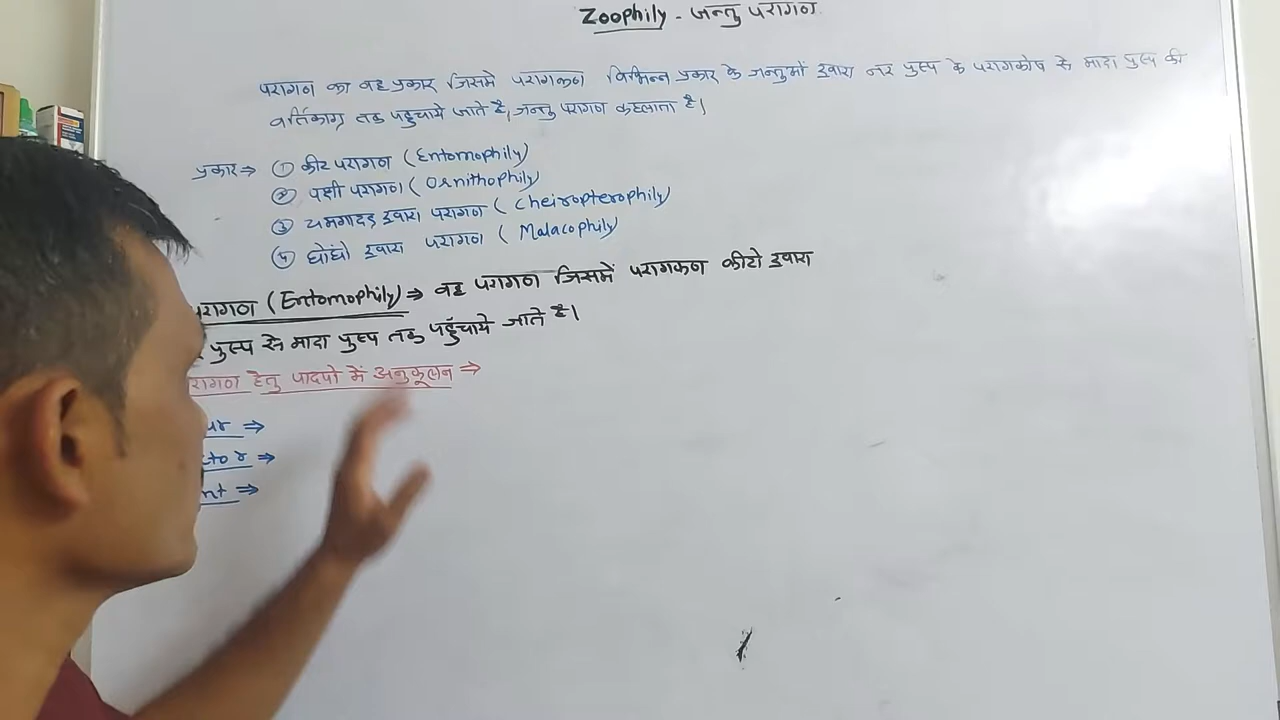 Zoophily - जन्तु परागण
परागण का वह प्रकार जिसमें परागकण विभिन्न प्रकार के जन्तुओं द्वारा नर पुष्प के परागकोष से मादा पुष्प की
वर्तिकाग्र तक पहुंचाये जाते है, जन्तु परागण कहलाता है।
प्रकार ⇒ ① कीट परागण (Entomophily)
② पक्षी परागण (Ornithophily)
③ चमगादड़ द्वारा परागण (Cheiropterophily)
④ घोंघो द्वारा परागण (Malacophily)
परागण (Entomophily) ⇒ वह परागण जिसमें परागकण कीटो द्वारा
पुष्प से मादा पुष्प तक पहुँचाये जाते है।
रागण हेतु पादपो में अनुकूलन ⇒
ur ⇒
ctor ⇒
nt ⇒